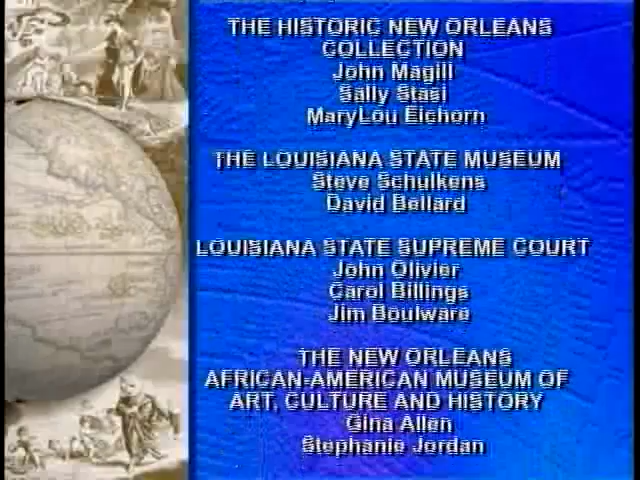 THE HISTORIC NEW ORLEANS
COLLECTION
John Magill
Sally Stasi
MaryLou Eichorn
THE LOUISIANA STATE MUSEUM
Steve Schulkens
David Bellard
LOUISIANA STATE SUPREME COURT
John Olivier
Carol Billings
Jim Boulware
THE NEW ORLEANS
AFRICAN-AMERICAN MUSEUM OF
ART, CULTURE AND HISTORY
Gina Allen
Stephanie Jordan